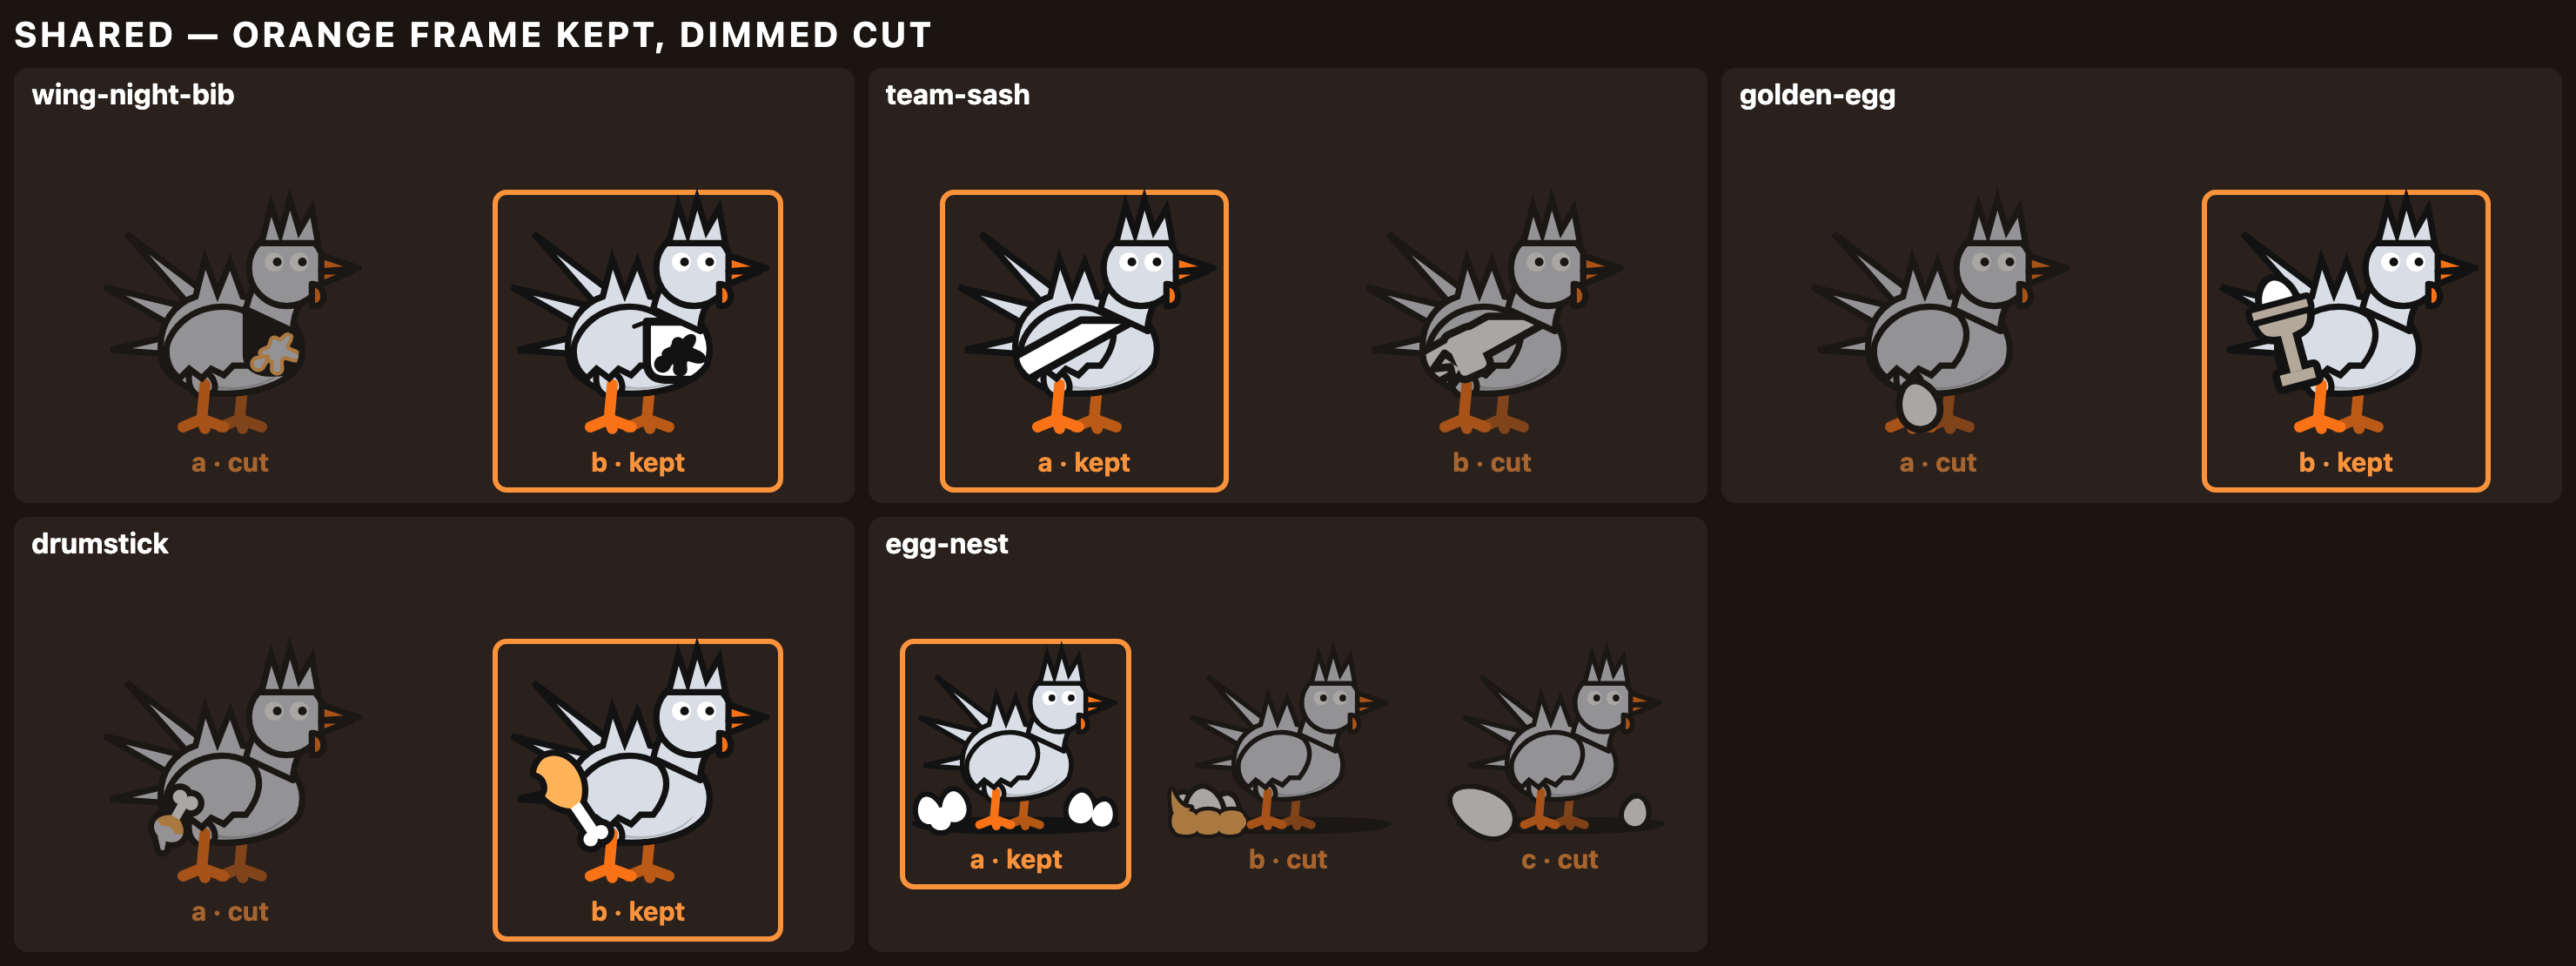 SHARED — ORANGE FRAME KEPT, DIMMED CUT
wing-night-bib
a · cut
b · kept
team-sash
a · kept
b · cut
golden-egg
a · cut
b · kept
drumstick
a · cut
b · kept
egg-nest
a · kept
b · cut
c · cut